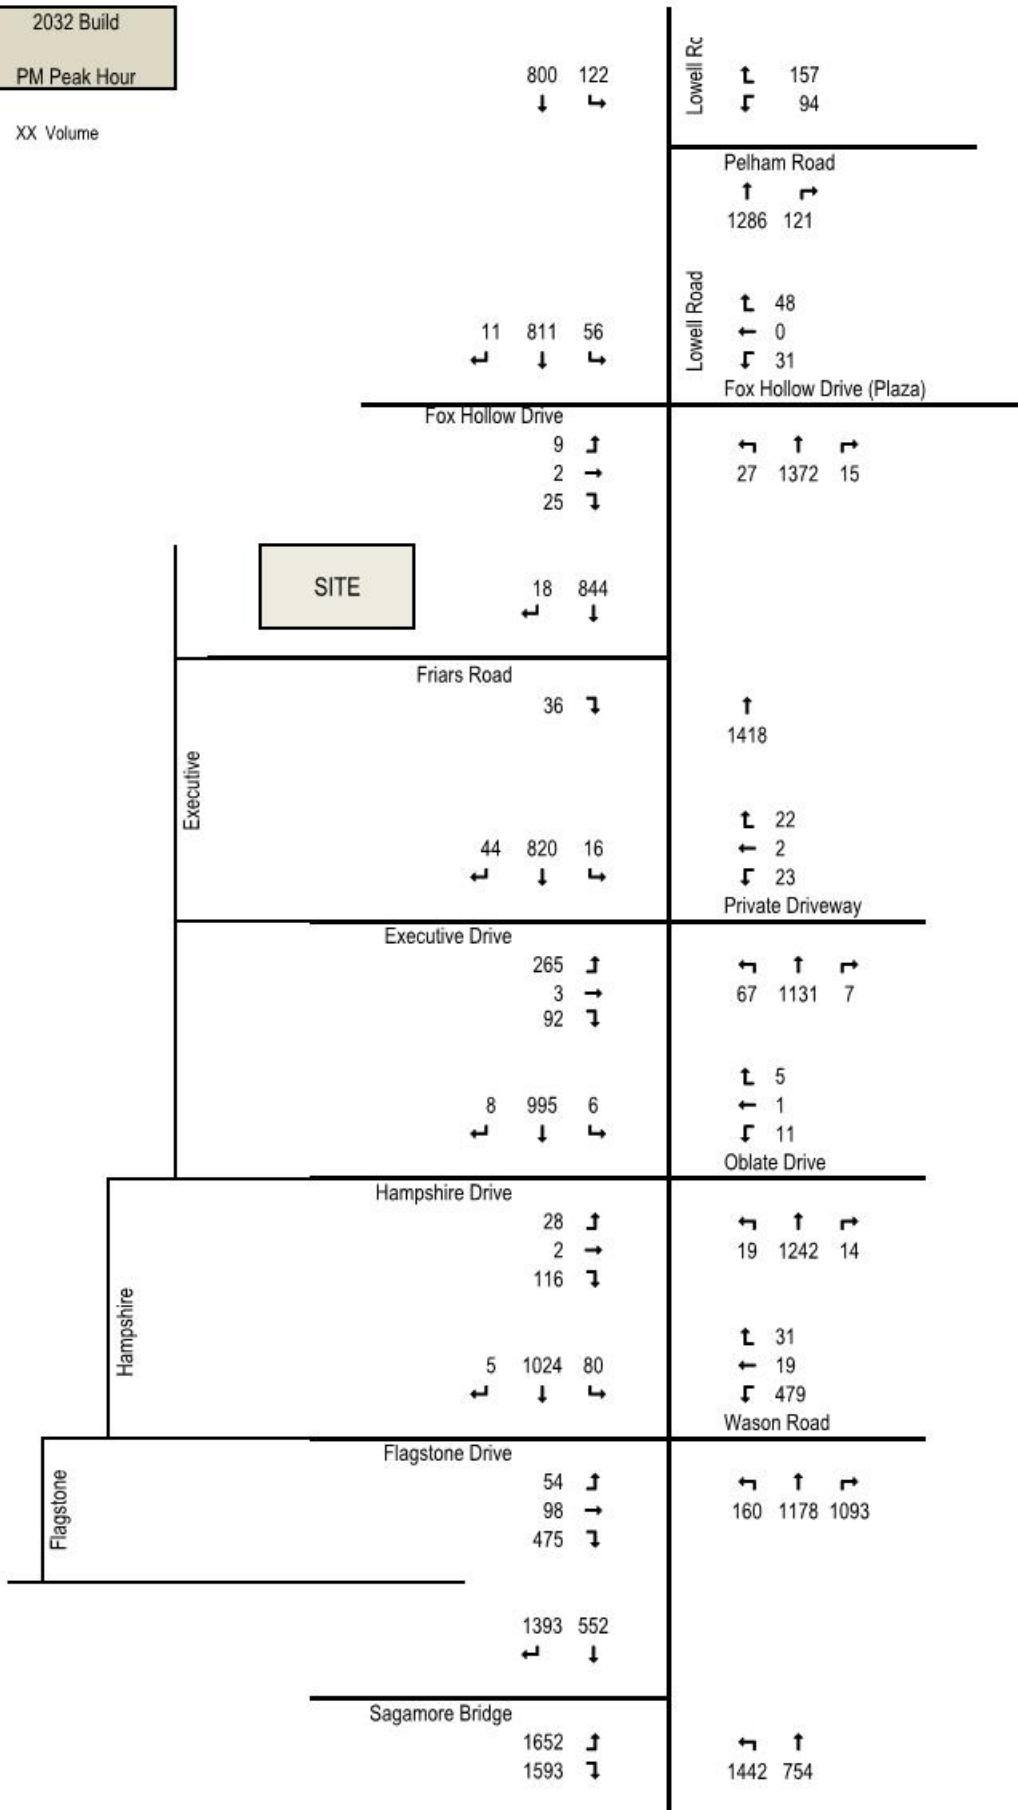 2032 Build
PM Peak Hour
XX Volume
800 122
Lowell Rc
157
94
Pelham Road
1286 121
Lowell Road
48
11 811 56
0
31
Fox Hollow Drive (Plaza)
Fox Hollow Drive
9
2
25
27 1372 15
SITE
18 844
Friars Road
36
1418
Executive
22
44 820 16
2
23
Private Driveway
Executive Drive
265
3
92
67 1131 7
5
8 995 6
1
11
Oblate Drive
Hampshire Drive
28
2
116
19 1242 14
Hampshire
31
5 1024 80
19
479
Wason Road
Flagstone Drive
54
98
475
160 1178 1093
Flagstone
1393 552
Sagamore Bridge
1652
1593
1442 754